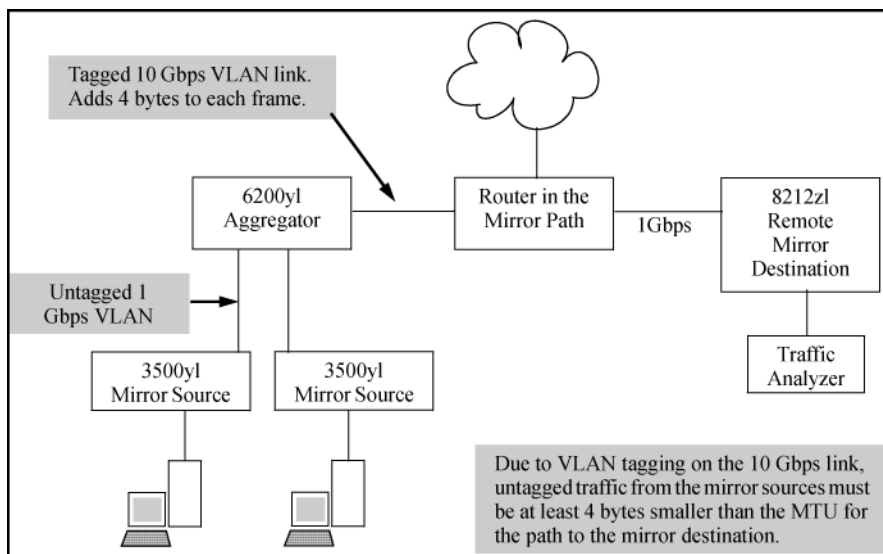 Tagged 10 Gbps VLAN link.
Adds 4 bytes to each frame.
6200yl
Aggregator
Router in the
Mirror Path
1Gbps
8212zl
Remote
Mirror
Destination
Untagged 1
Gbps VLAN
3500yl
Mirror Source
3500yl
Mirror Source
Traffic
Analyzer
Due to VLAN tagging on the 10 Gbps link,
untagged traffic from the mirror sources must
be at least 4 bytes smaller than the MTU for
the path to the mirror destination.